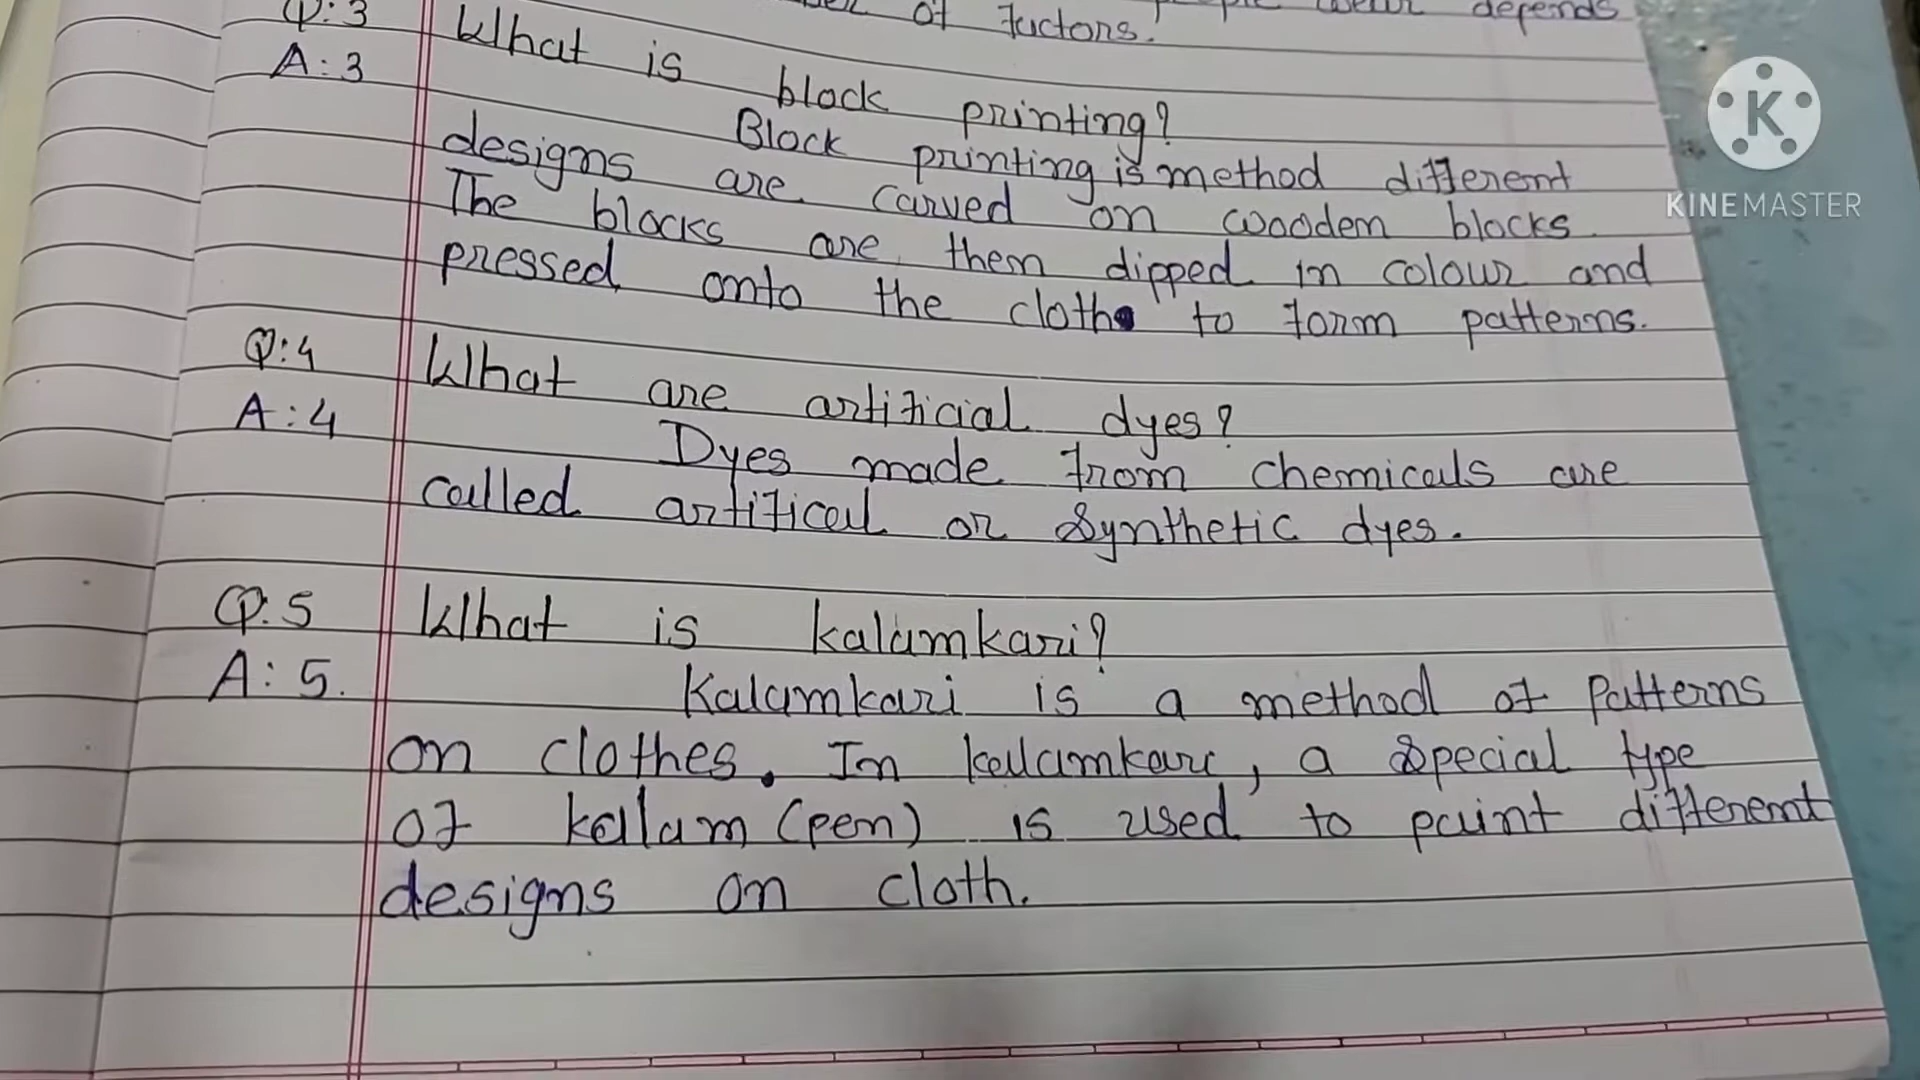 of factors. people wear depends
Q:3 What is block printing?
A:3 Block printing is method different
designs are carved on wooden blocks.
The blocks are then dipped in colour and
pressed onto the cloth to form patterns.
Q:4 What are artificial dyes?
A:4 Dyes made from chemicals are
called artifical or synthetic dyes.
Q.5 What is kalamkari?
A:5. Kalamkari is a method of Patterns
on clothes. In kalamkari, a special type
of kallam (pen) is used to paint different
designs on cloth.
K
KINEMASTER